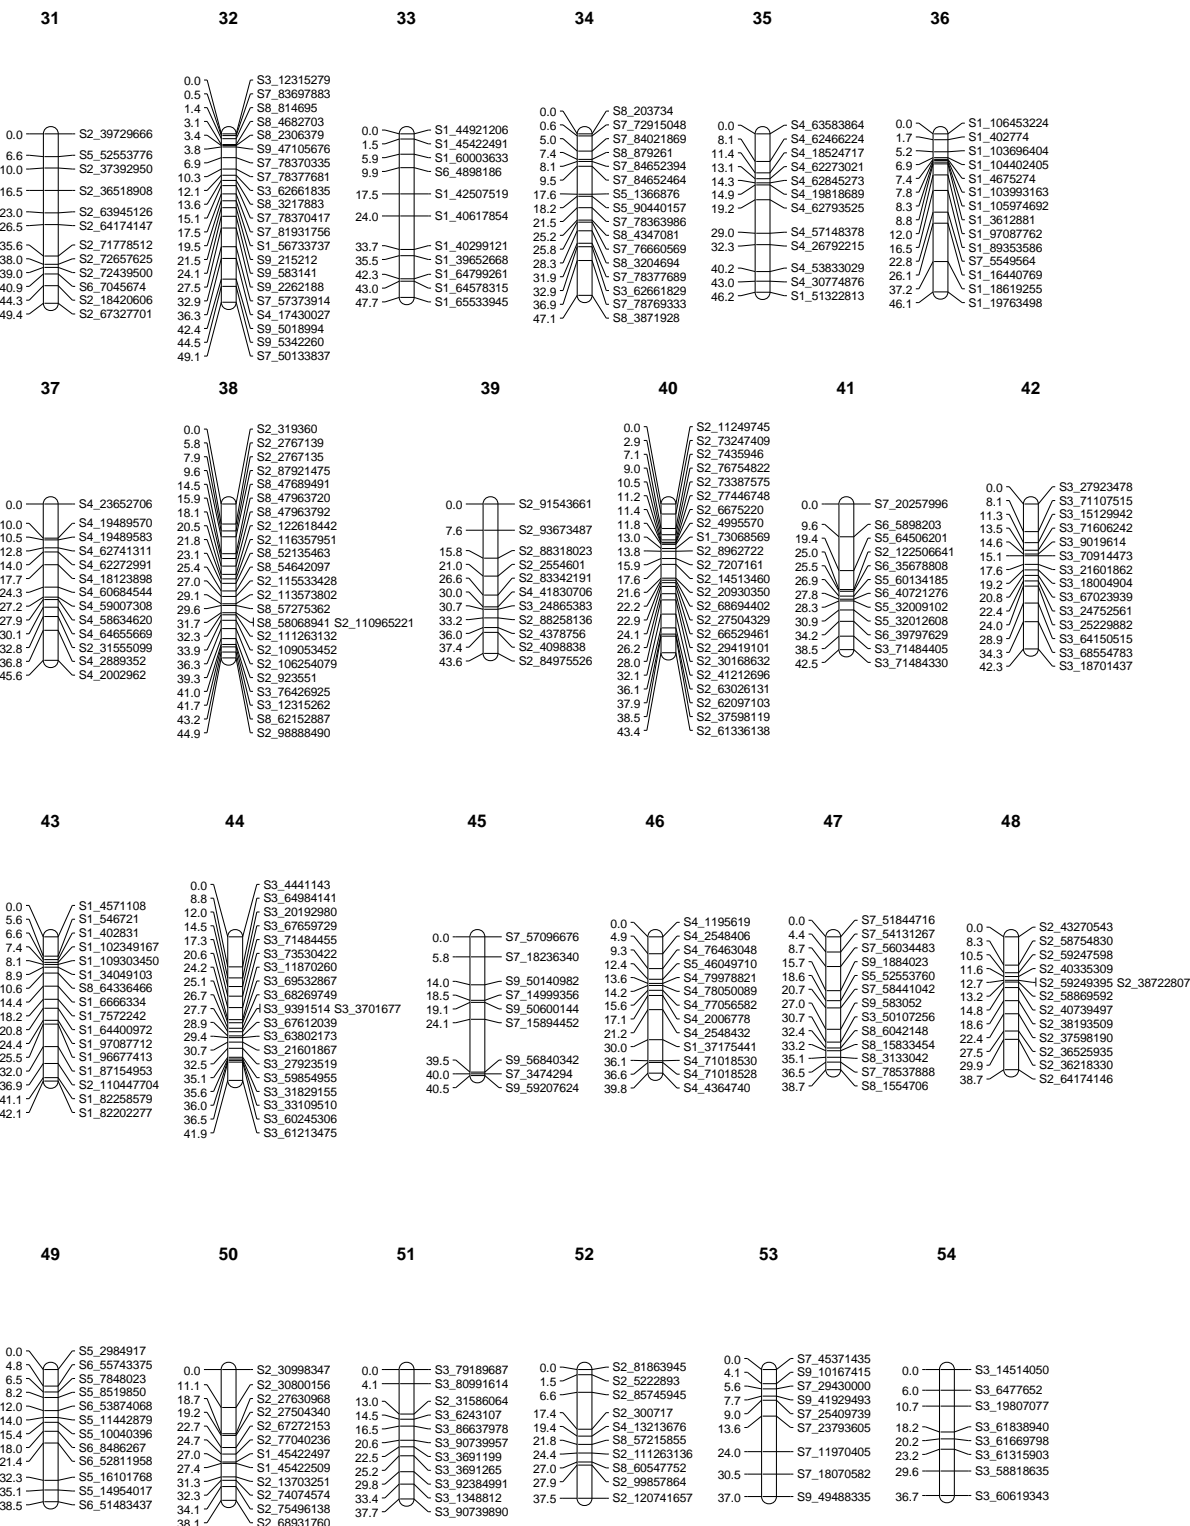 31
0.0 S2_39729666
6.6 S5_52553776
10.0 S2_37392950
16.5 S2_36518908
23.0 S2_63945126
26.5 S2_64174147
35.6 S2_71778512
38.0 S2_72657625
39.0 S2_72439500
40.9 S6_7045674
44.3 S2_18420606
49.4 S2_67327701
32
0.0 S3_12315279
0.5 S7_83697883
1.4 S8_814695
3.1 S8_4682703
3.4 S8_2306379
3.8 S9_47105676
6.9 S7_78370335
10.3 S7_78377681
12.1 S3_62661835
13.6 S8_3217883
15.1 S7_78370417
17.5 S7_81931756
19.5 S1_56733737
21.5 S9_215212
24.1 S9_583141
27.5 S9_2262188
32.9 S7_57373914
36.3 S4_17430027
42.4 S9_5018994
44.5 S9_5342260
49.1 S7_50133837
33
0.0 S1_44921206
1.5 S1_45422491
5.9 S1_60003633
9.9 S6_4898186
17.5 S1_42507519
24.0 S1_40617854
33.7 S1_40299121
35.5 S1_39652668
42.3 S1_64799261
43.0 S1_64578315
47.7 S1_65533945
34
0.0 S8_203734
0.6 S7_72915048
5.0 S7_84021869
7.4 S8_879261
8.1 S7_84652394
9.5 S7_84652464
17.6 S5_1366876
18.2 S5_90440157
21.5 S7_78363986
25.2 S8_4347081
25.8 S7_76660569
28.3 S8_3204694
31.9 S7_78377689
32.9 S3_62661829
36.9 S7_78769333
47.1 S8_3871928
35
0.0 S4_63583864
8.1 S4_62466224
11.4 S4_18524717
13.1 S4_62273021
14.3 S4_62845273
14.9 S4_19818689
19.2 S4_62793525
29.0 S4_57148378
32.3 S4_26792215
40.2 S4_53833029
43.0 S4_30774876
46.2 S1_51322813
36
0.0 S1_106453224
1.7 S1_402774
5.2 S1_103696404
6.9 S1_104402405
7.4 S1_4675274
7.8 S1_103993163
8.3 S1_105974692
8.8 S1_3612881
12.0 S1_97087762
16.5 S1_89353586
22.8 S7_5549564
26.1 S1_16440769
37.2 S1_18619255
46.1 S1_19763498
37
0.0 S4_23652706
10.0 S4_19489570
10.5 S4_19489583
12.8 S4_62741311
14.0 S4_62272991
17.7 S4_18123898
24.3 S4_60684544
27.2 S4_59007308
27.9 S4_58634620
30.1 S4_64655669
32.8 S2_31555099
36.8 S4_2889352
45.6 S4_2002962
38
0.0 S2_319360
5.8 S2_2767139
7.9 S2_2767135
9.6 S2_87921475
14.5 S8_47689491
15.9 S8_47963720
18.1 S8_47963792
20.5 S2_122618442
21.8 S2_116357951
23.1 S8_52135463
25.4 S8_54642097
27.0 S2_115533428
29.1 S2_113573802
29.6 S8_57275362
31.7 S8_58068941 S2_110965221
32.3 S2_111263132
33.9 S2_109053452
36.3 S2_106254079
39.3 S2_923551
41.0 S3_76426925
41.7 S3_12315262
43.2 S8_62152887
44.9 S2_98888490
39
0.0 S2_91543661
7.6 S2_93673487
15.8 S2_88318023
21.0 S2_2554601
26.6 S2_83342191
30.0 S4_41830706
30.7 S3_24865383
33.2 S2_88258136
36.0 S2_4378756
37.4 S2_4098838
43.6 S2_84975526
40
0.0 S2_11249745
2.9 S2_73247409
7.1 S2_7435946
9.0 S2_76754822
10.5 S2_73387575
11.2 S2_77446748
11.4 S2_6675220
11.8 S2_4995570
13.0 S1_73068569
13.8 S2_8962722
15.9 S2_7207161
17.6 S2_14513460
21.6 S2_20930350
22.2 S2_68694402
22.9 S2_27504329
24.1 S2_66529461
26.2 S2_29419101
28.0 S2_30168632
32.1 S2_41212696
36.1 S2_63026131
37.9 S2_62097103
38.5 S2_37598119
43.4 S2_61336138
41
0.0 S7_20257996
9.6 S6_5898203
19.4 S5_64506201
25.0 S2_122506641
25.5 S6_35678808
26.9 S5_60134185
27.8 S6_40721276
28.3 S5_32009102
30.9 S5_32012608
34.2 S6_39797629
38.5 S3_71484405
42.5 S3_71484330
42
0.0 S3_27923478
8.1 S3_71107515
11.3 S3_15129942
13.5 S3_71606242
14.6 S3_9019614
15.1 S3_70914473
17.6 S3_21601862
19.2 S3_18004904
20.8 S3_67023939
22.4 S3_24752561
24.0 S3_25229882
28.9 S3_64150515
34.3 S3_68554783
42.3 S3_18701437
43
0.0 S1_4571108
5.6 S1_546721
6.6 S1_402831
7.4 S1_102349167
8.1 S1_109303450
8.9 S1_34049103
10.6 S8_64336466
14.4 S1_6666334
18.2 S1_7572242
20.8 S1_64400972
24.4 S1_97087712
25.5 S1_96677413
32.0 S1_87154953
36.9 S2_110447704
41.1 S1_82258579
42.1 S1_82202277
44
0.0 S3_4441143
8.8 S3_64984141
12.0 S3_20192980
14.5 S3_67659729
17.3 S3_71484455
20.6 S3_73530422
24.2 S3_11870260
25.1 S3_69532867
26.7 S3_68269749
27.7 S3_9391514 S3_3701677
28.9 S3_67612039
29.4 S3_63802173
30.7 S3_21601867
32.5 S3_27923519
35.1 S3_59854955
35.6 S3_31829155
36.0 S3_33109510
36.5 S3_60245306
41.9 S3_61213475
45
0.0 S7_57096676
5.8 S7_18236340
14.0 S9_50140982
18.5 S7_14999356
19.1 S9_50600144
24.1 S7_15894452
39.5 S9_56840342
40.0 S7_3474294
40.5 S9_59207624
46
0.0 S4_1195619
4.9 S4_2548406
9.3 S4_76463048
12.4 S5_46049710
13.6 S4_79978821
14.2 S4_78050089
15.6 S4_77056582
17.1 S4_2006778
21.2 S4_2548432
30.0 S1_37175441
36.1 S4_71018530
36.6 S4_71018528
39.8 S4_4364740
47
0.0 S7_51844716
4.4 S7_54131267
8.7 S7_56034483
15.7 S9_1884023
18.6 S5_52553760
20.7 S7_58441042
27.0 S9_583052
30.7 S3_50107256
32.4 S8_6042148
33.2 S8_15833454
35.1 S8_3133042
36.5 S7_78537888
38.7 S8_1554706
48
0.0 S2_43270543
8.3 S2_58754830
10.5 S2_59247598
11.6 S2_40335309
12.7 S2_59249395 S2_38722807
13.2 S2_58869592
14.8 S2_40739497
18.6 S2_38193509
22.4 S2_37598190
27.5 S2_36525935
29.9 S2_36218330
38.7 S2_64174146
49
0.0 S5_2984917
4.8 S6_55743375
6.5 S5_7848023
8.2 S5_8519850
12.0 S6_53874068
14.0 S5_11442879
15.4 S5_10040396
18.0 S6_8486267
21.4 S6_52811958
32.3 S5_16101768
35.1 S5_14954017
38.5 S6_51483437
50
0.0 S2_30998347
11.1 S2_30800156
18.7 S2_27630968
19.2 S2_27504340
22.7 S2_67272153
24.7 S2_77040236
27.0 S1_45422497
27.4 S1_45422509
31.3 S2_13703251
32.3 S2_74074574
34.1 S2_75496138
38.1 S2_68931760
51
0.0 S3_79189687
4.1 S3_80991614
13.0 S2_31586064
14.5 S3_6243107
16.5 S3_86637978
20.6 S3_90739957
22.5 S3_3691199
25.2 S3_3691265
29.8 S3_92384991
33.4 S3_1348812
37.7 S3_90739890
52
0.0 S2_81863945
1.5 S2_5222893
6.6 S2_85745945
17.4 S2_300717
19.4 S4_13213676
21.8 S8_57215855
24.4 S2_111263136
27.0 S8_60547752
27.9 S2_99857864
37.5 S2_120741657
53
0.0 S7_45371435
4.1 S9_10167415
5.6 S7_29430000
7.7 S9_41929493
9.0 S7_25409739
13.6 S7_23793605
24.0 S7_11970405
30.5 S7_18070582
37.0 S9_49488335
54
0.0 S3_14514050
6.0 S3_6477652
10.7 S3_19807077
18.2 S3_61838940
20.2 S3_61669798
23.2 S3_61315903
29.6 S3_58818635
36.7 S3_60619343